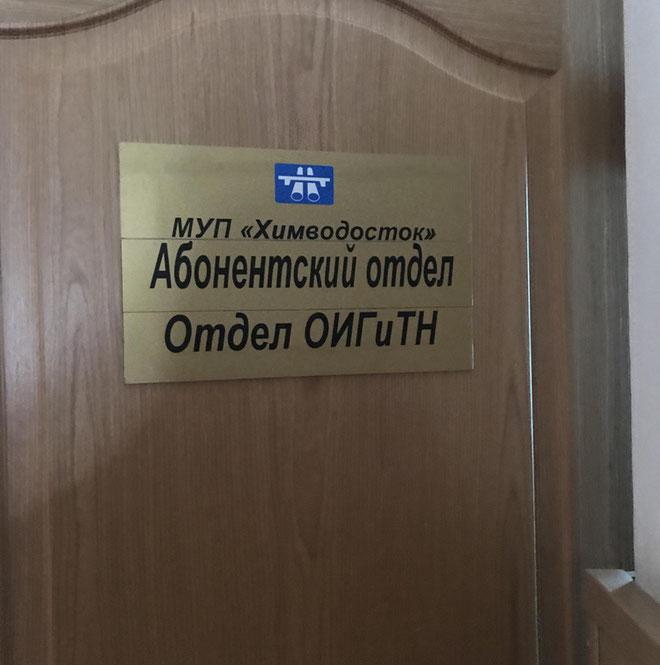 МУП «Химводосток»
Абонентский отдел
Отдел ОИГиТН